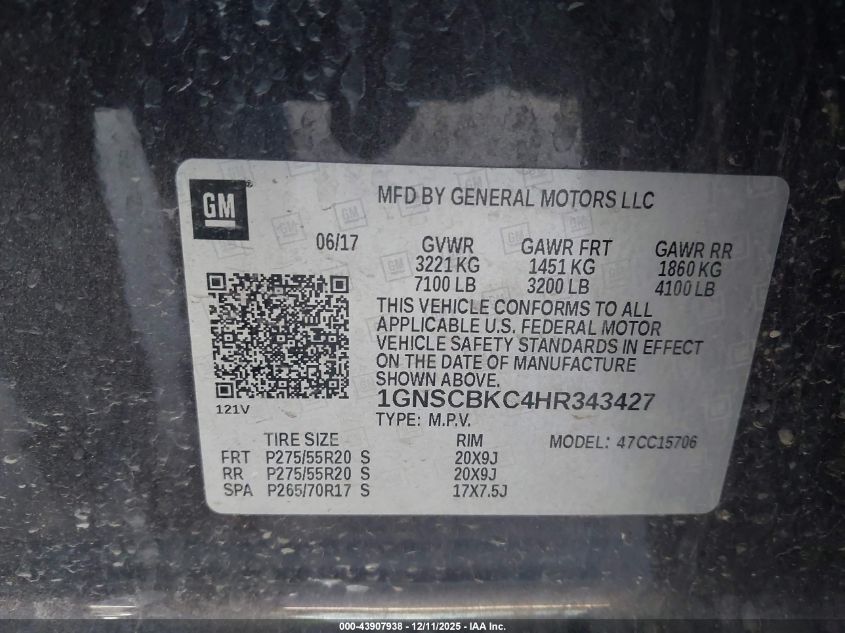 GM ®
MFD BY GENERAL MOTORS LLC
06/17 GVWR GAWR FRT GAWR RR
3221 KG 1451 KG 1860 KG
7100 LB 3200 LB 4100 LB
THIS VEHICLE CONFORMS TO ALL
APPLICABLE U.S. FEDERAL MOTOR
VEHICLE SAFETY STANDARDS IN EFFECT
ON THE DATE OF MANUFACTURE
SHOWN ABOVE.
1GNSCBKC4HR343427
121V
TYPE: M.P.V.
TIRE SIZE RIM MODEL: 47CC15706
FRT P275/55R20 S 20X9J
RR P275/55R20 S 20X9J
SPA P265/70R17 S 17X7.5J
000-43907938 - 12/11/2025 - IAA Inc.